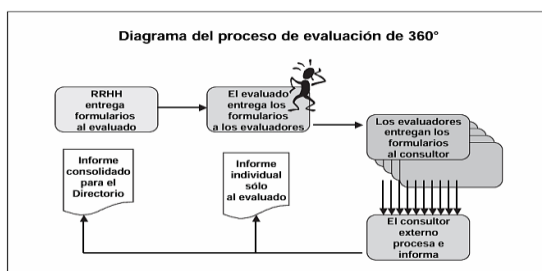 Diagrama del proceso de evaluación de 360°
RRHH
entrega
formularios
al evaluado
El evaluado
entrega los
formularios
a los evaluadores
Los evaluadores
entregan los
formularios
al consultor
Informe
consolidado
para el
Directorio
Informe
individual
sólo
al evaluado
El consultor
externo
procesa e
informa